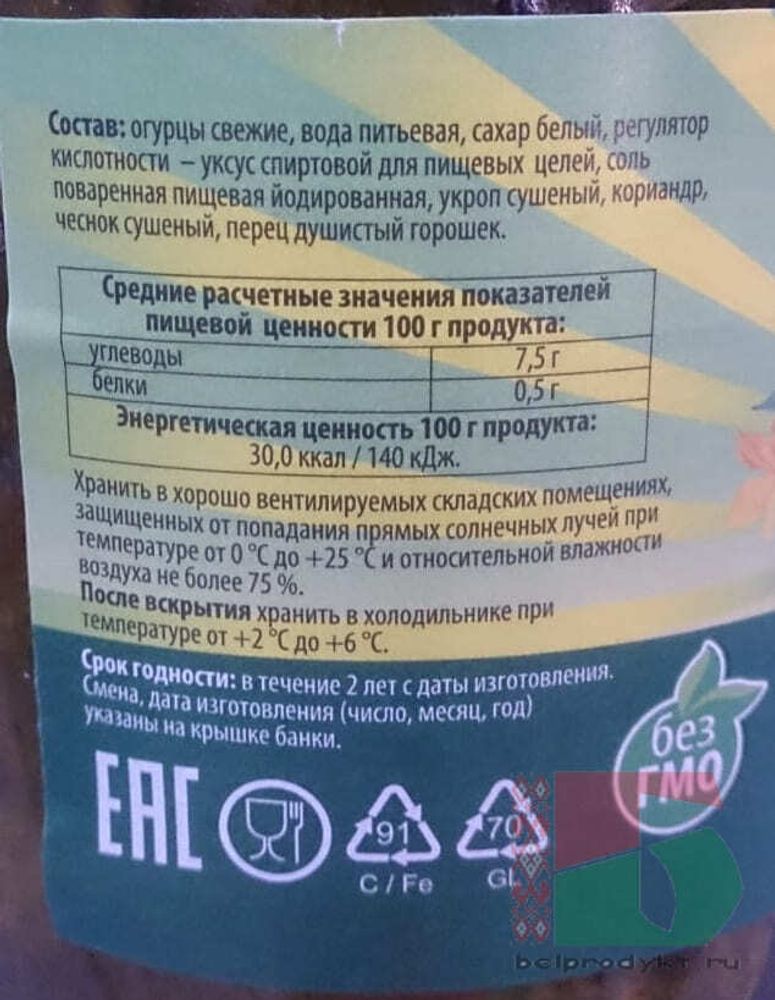 Состав: огурцы свежие, вода питьевая, сахар белый, регулятор
кислотности – уксус спиртовой для пищевых целей, соль
поваренная пищевая йодированная, укроп сушеный, кориандр,
чеснок сушеный, перец душистый горошек.
Средние расчетные значения показателей
пищевой ценности 100 г продукта:
углеводы 7,5 г
белки 0,5 г
Энергетическая ценность 100 г продукта:
30,0 ккал / 140 кДж.
Хранить в хорошо вентилируемых складских помещениях,
защищенных от попадания прямых солнечных лучей при
температуре от 0 °С до +25 °С и относительной влажности
воздуха не более 75 %.
После вскрытия хранить в холодильнике при
температуре от +2 °С до +6 °С.
Срок годности: в течение 2 лет с даты изготовления.
Смена, дата изготовления (число, месяц, год)
указаны на крышке банки.
без
ГМО
EAC
91
70
C / Fe
GL
belprodykt.ru